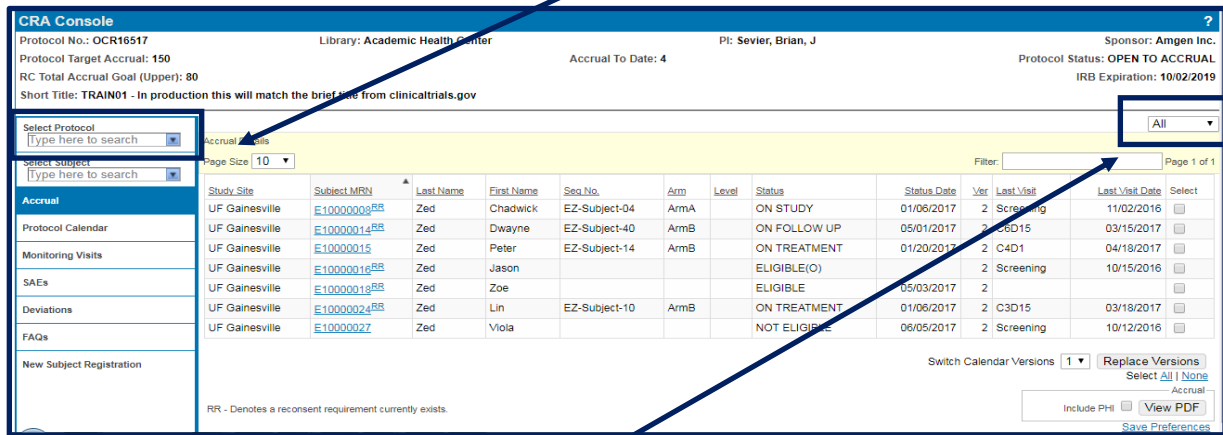 CRA Console ?
Protocol No.: OCR16517 Library: Academic Health Center PI: Sevier, Brian, J Sponsor: Amgen Inc.
Protocol Target Accrual: 150 Accrual To Date: 4 Protocol Status: OPEN TO ACCRUAL
RC Total Accrual Goal (Upper): 80 IRB Expiration: 10/02/2019
Short Title: TRAIN01 - In production this will match the brief title from clinicaltrials.gov
Select Protocol
Type here to search
Select Subject
Type here to search
Accrual
Protocol Calendar
Monitoring Visits
SAEs
Deviations
FAQs
New Subject Registration
All
Accrual Details
Page Size 10 Filter: Page 1 of 1
Study Site Subject MRN Last Name First Name Seq No. Arm Level Status Status Date Ver Last Visit Last Visit Date Select
UF Gainesville E10000008RR Zed Chadwick EZ-Subject-04 ArmA ON STUDY 01/06/2017 2 Screening 11/02/2016
UF Gainesville E10000014RR Zed Dwayne EZ-Subject-40 ArmB ON FOLLOW UP 05/01/2017 2 C6D15 03/15/2017
UF Gainesville E10000015 Zed Peter EZ-Subject-14 ArmB ON TREATMENT 01/20/2017 2 C4D1 04/18/2017
UF Gainesville E10000016RR Zed Jason ELIGIBLE(O) 2 Screening 10/15/2016
UF Gainesville E10000018RR Zed Zoe ELIGIBLE 05/03/2017 2
UF Gainesville E10000024RR Zed Lin EZ-Subject-10 ArmB ON TREATMENT 01/06/2017 2 C3D15 03/18/2017
UF Gainesville E10000027 Zed Viola NOT ELIGIBLE 06/05/2017 2 Screening 10/12/2016
Switch Calendar Versions 1 Replace Versions
Select All | None
Accrual
RR - Denotes a reconsent requirement currently exists. Include PHI View PDF
Save Preferences